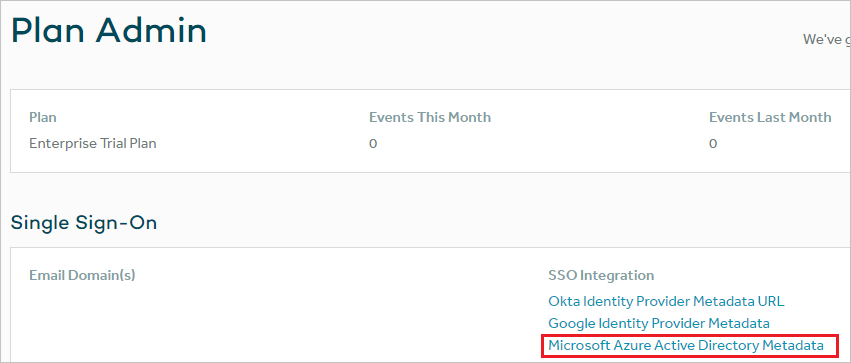 Plan Admin
We've g
Plan Events This Month Events Last Month
Enterprise Trial Plan 0 0
Single Sign-On
Email Domain(s) SSO Integration
Okta Identity Provider Metadata URL
Google Identity Provider Metadata
Microsoft Azure Active Directory Metadata